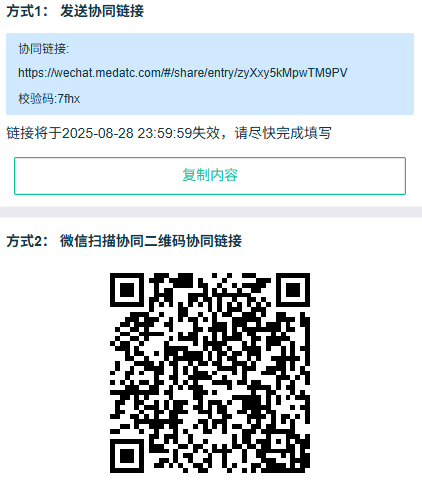 方式1： 发送协同链接
协同链接:
https://wechat.medatc.com/#/share/entry/zyXxy5kMpwTM9PV
校验码:7fhx
链接将于2025-08-28 23:59:59失效，请尽快完成填写
复制内容
方式2： 微信扫描协同二维码协同链接